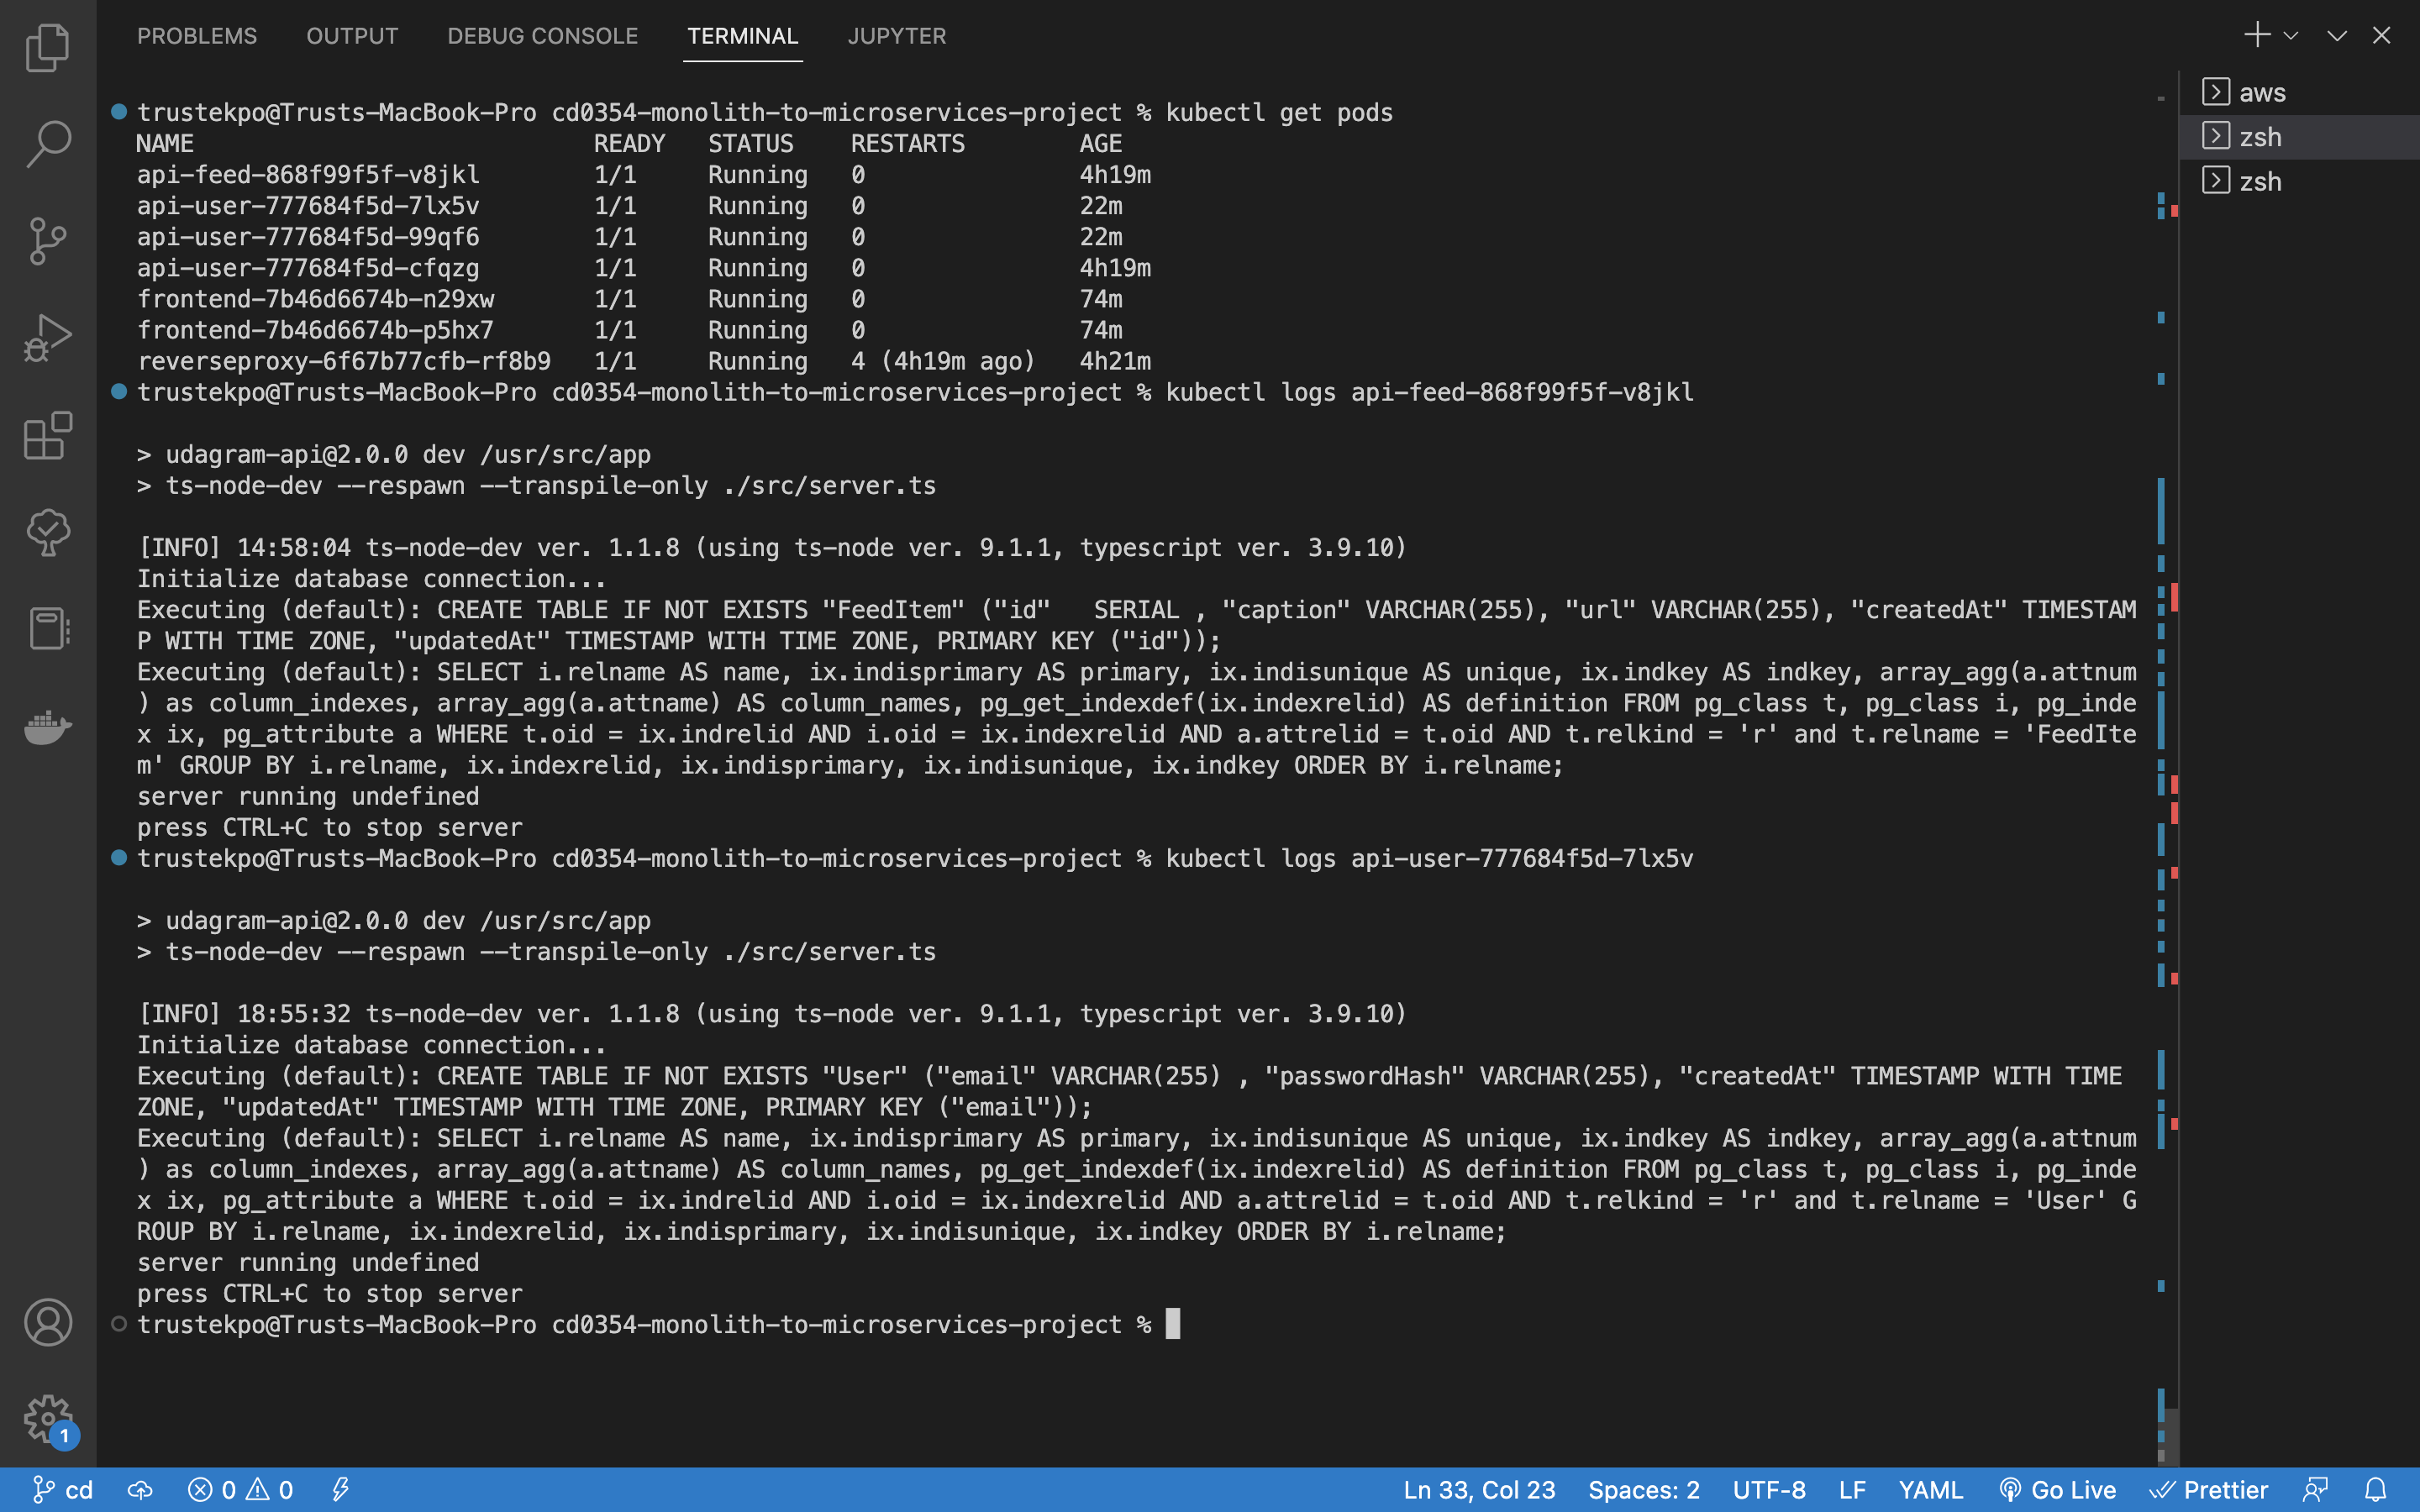 PROBLEMS OUTPUT DEBUG CONSOLE TERMINAL JUPYTER
aws
zsh
zsh
trustekpo@Trusts-MacBook-Pro cd0354-monolith-to-microservices-project % kubectl get pods
NAME READY STATUS RESTARTS AGE
api-feed-868f99f5f-v8jkl 1/1 Running 0 4h19m
api-user-777684f5d-7lx5v 1/1 Running 0 22m
api-user-777684f5d-99qf6 1/1 Running 0 22m
api-user-777684f5d-cfqzg 1/1 Running 0 4h19m
frontend-7b46d6674b-n29xw 1/1 Running 0 74m
frontend-7b46d6674b-p5hx7 1/1 Running 0 74m
reverseproxy-6f67b77cfb-rf8b9 1/1 Running 4 (4h19m ago) 4h21m
trustekpo@Trusts-MacBook-Pro cd0354-monolith-to-microservices-project % kubectl logs api-feed-868f99f5f-v8jkl
> udagram-api@2.0.0 dev /usr/src/app
> ts-node-dev --respawn --transpile-only ./src/server.ts
[INFO] 14:58:04 ts-node-dev ver. 1.1.8 (using ts-node ver. 9.1.1, typescript ver. 3.9.10)
Initialize database connection...
Executing (default): CREATE TABLE IF NOT EXISTS "FeedItem" ("id"   SERIAL , "caption" VARCHAR(255), "url" VARCHAR(255), "createdAt" TIMESTAM
P WITH TIME ZONE, "updatedAt" TIMESTAMP WITH TIME ZONE, PRIMARY KEY ("id"));
Executing (default): SELECT i.relname AS name, ix.indisprimary AS primary, ix.indisunique AS unique, ix.indkey AS indkey, array_agg(a.attnum
) as column_indexes, array_agg(a.attname) AS column_names, pg_get_indexdef(ix.indexrelid) AS definition FROM pg_class t, pg_class i, pg_inde
x ix, pg_attribute a WHERE t.oid = ix.indrelid AND i.oid = ix.indexrelid AND a.attrelid = t.oid AND t.relkind = 'r' and t.relname = 'FeedIte
m' GROUP BY i.relname, ix.indexrelid, ix.indisprimary, ix.indisunique, ix.indkey ORDER BY i.relname;
server running undefined
press CTRL+C to stop server
trustekpo@Trusts-MacBook-Pro cd0354-monolith-to-microservices-project % kubectl logs api-user-777684f5d-7lx5v
> udagram-api@2.0.0 dev /usr/src/app
> ts-node-dev --respawn --transpile-only ./src/server.ts
[INFO] 18:55:32 ts-node-dev ver. 1.1.8 (using ts-node ver. 9.1.1, typescript ver. 3.9.10)
Initialize database connection...
Executing (default): CREATE TABLE IF NOT EXISTS "User" ("email" VARCHAR(255) , "passwordHash" VARCHAR(255), "createdAt" TIMESTAMP WITH TIME
ZONE, "updatedAt" TIMESTAMP WITH TIME ZONE, PRIMARY KEY ("email"));
Executing (default): SELECT i.relname AS name, ix.indisprimary AS primary, ix.indisunique AS unique, ix.indkey AS indkey, array_agg(a.attnum
) as column_indexes, array_agg(a.attname) AS column_names, pg_get_indexdef(ix.indexrelid) AS definition FROM pg_class t, pg_class i, pg_inde
x ix, pg_attribute a WHERE t.oid = ix.indrelid AND i.oid = ix.indexrelid AND a.attrelid = t.oid AND t.relkind = 'r' and t.relname = 'User' G
ROUP BY i.relname, ix.indexrelid, ix.indisprimary, ix.indisunique, ix.indkey ORDER BY i.relname;
server running undefined
press CTRL+C to stop server
trustekpo@Trusts-MacBook-Pro cd0354-monolith-to-microservices-project %
1
cd 0 0 Ln 33, Col 23 Spaces: 2 UTF-8 LF YAML Go Live Prettier